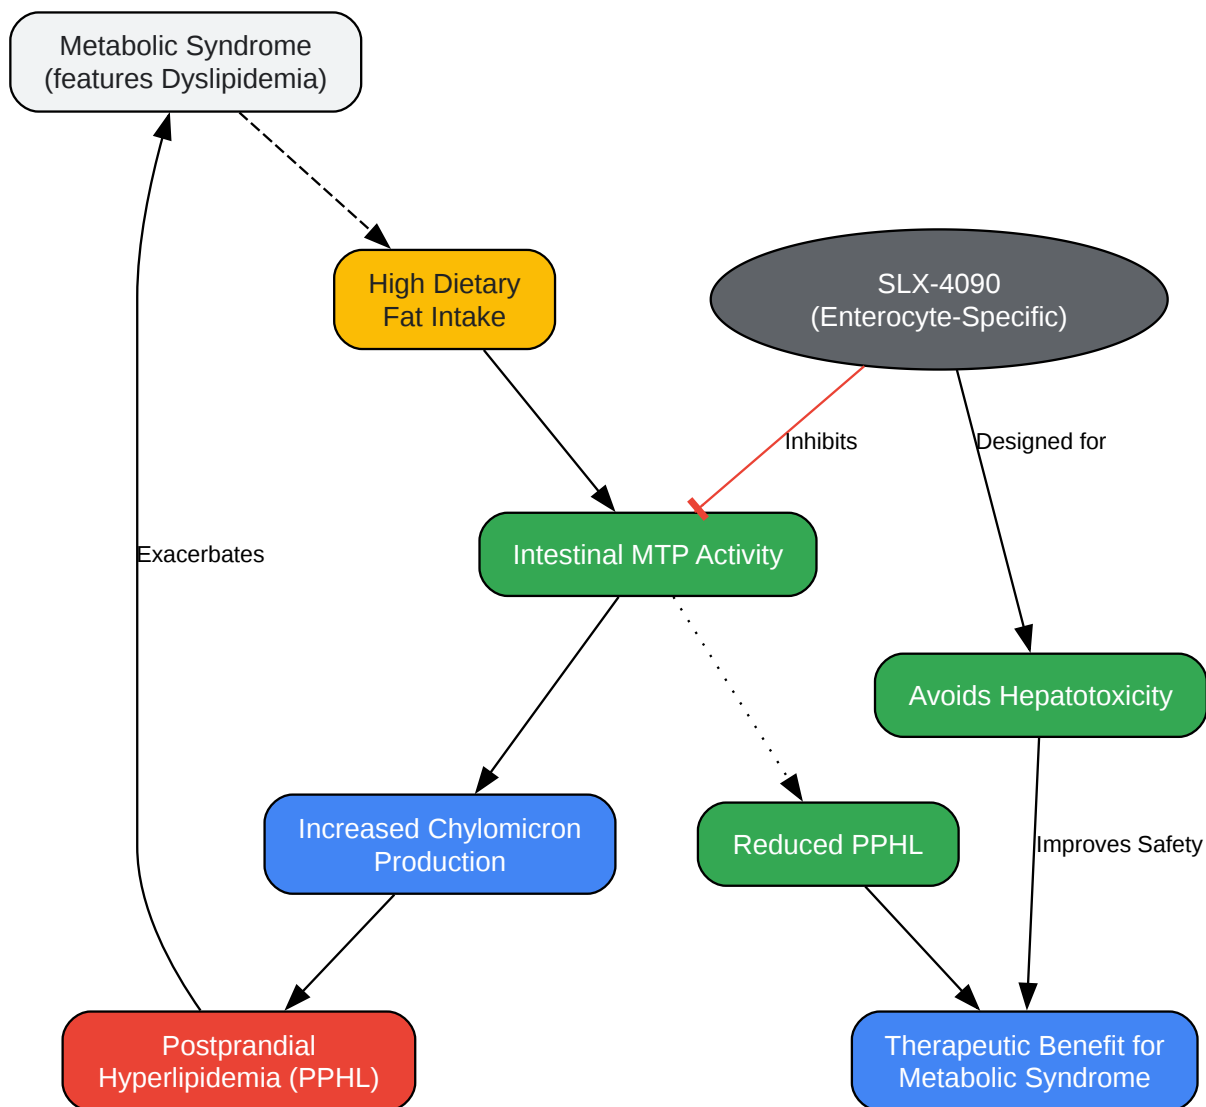 Metabolic Syndrome
(features Dyslipidemia)
High Dietary
Fat Intake
SLX-4090
(Enterocyte-Specific)
Inhibits
Designed for
Exacerbates
Intestinal MTP Activity
Avoids Hepatotoxicity
Increased Chylomicron
Production
Reduced PPHL
Improves Safety
Postprandial
Hyperlipidemia (PPHL)
Therapeutic Benefit for
Metabolic Syndrome